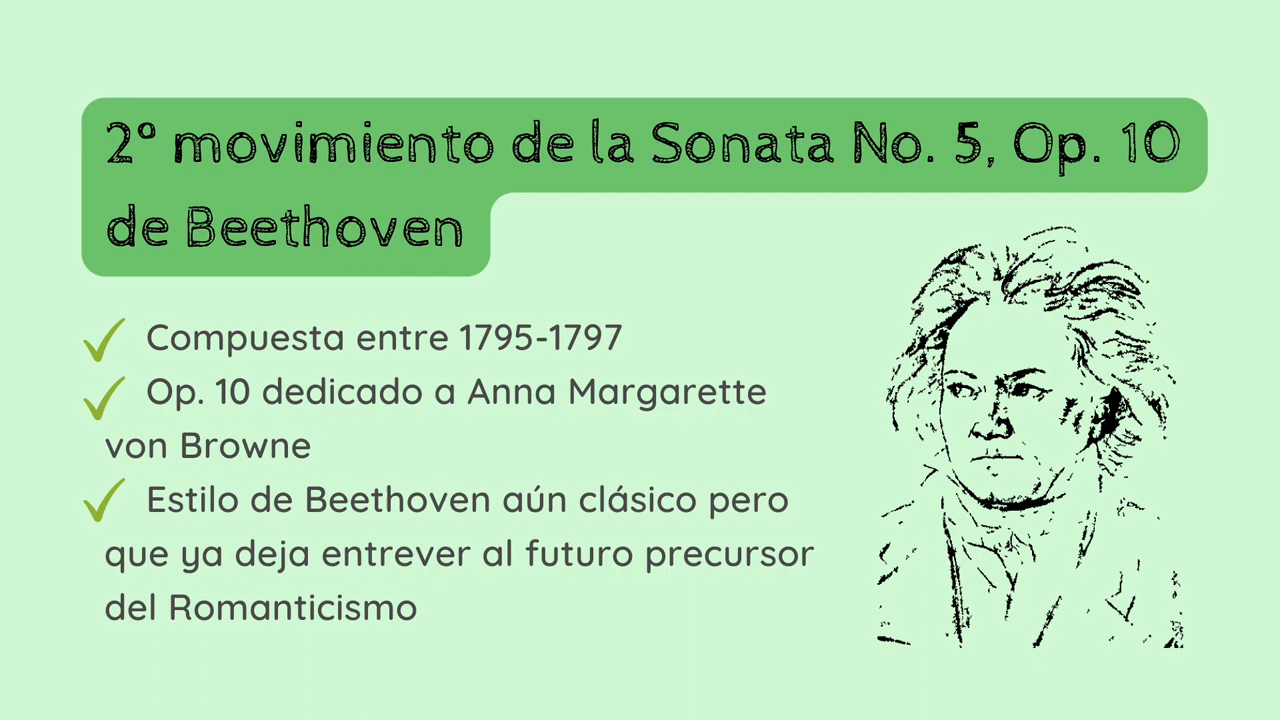 2º movimiento de la Sonata No. 5, Op. 10
de Beethoven
Compuesta entre 1795-1797
Op. 10 dedicado a Anna Margarette
von Browne
Estilo de Beethoven aún clásico pero
que ya deja entrever al futuro precursor
del Romanticismo